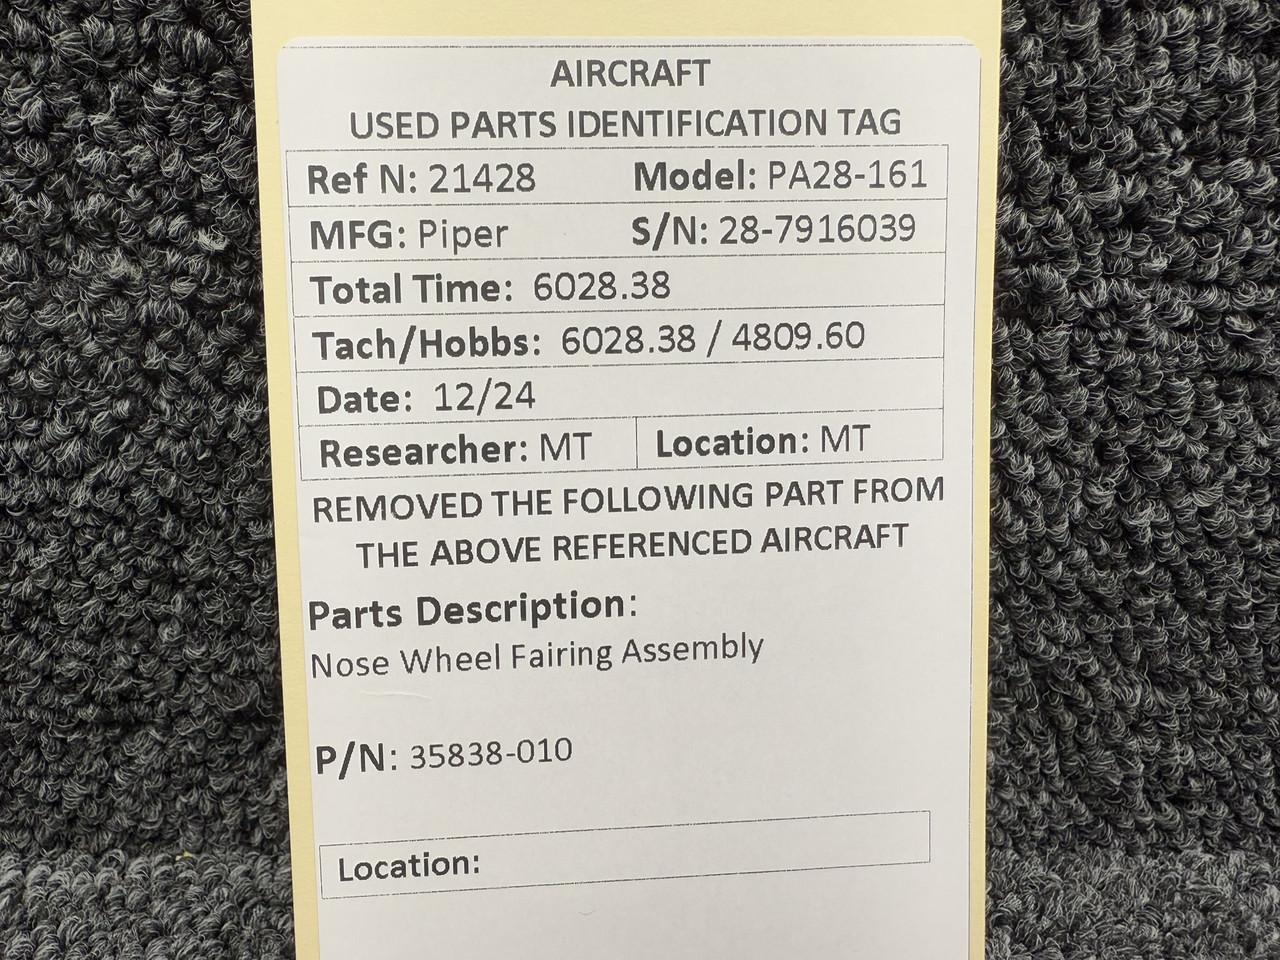 AIRCRAFT
USED PARTS IDENTIFICATION TAG
Ref N: 21428 Model: PA28-161
MFG: Piper S/N: 28-7916039
Total Time: 6028.38
Tach/Hobbs: 6028.38 / 4809.60
Date: 12/24
Researcher: MT Location: MT
REMOVED THE FOLLOWING PART FROM
THE ABOVE REFERENCED AIRCRAFT
Parts Description:
Nose Wheel Fairing Assembly
P/N: 35838-010
Location: